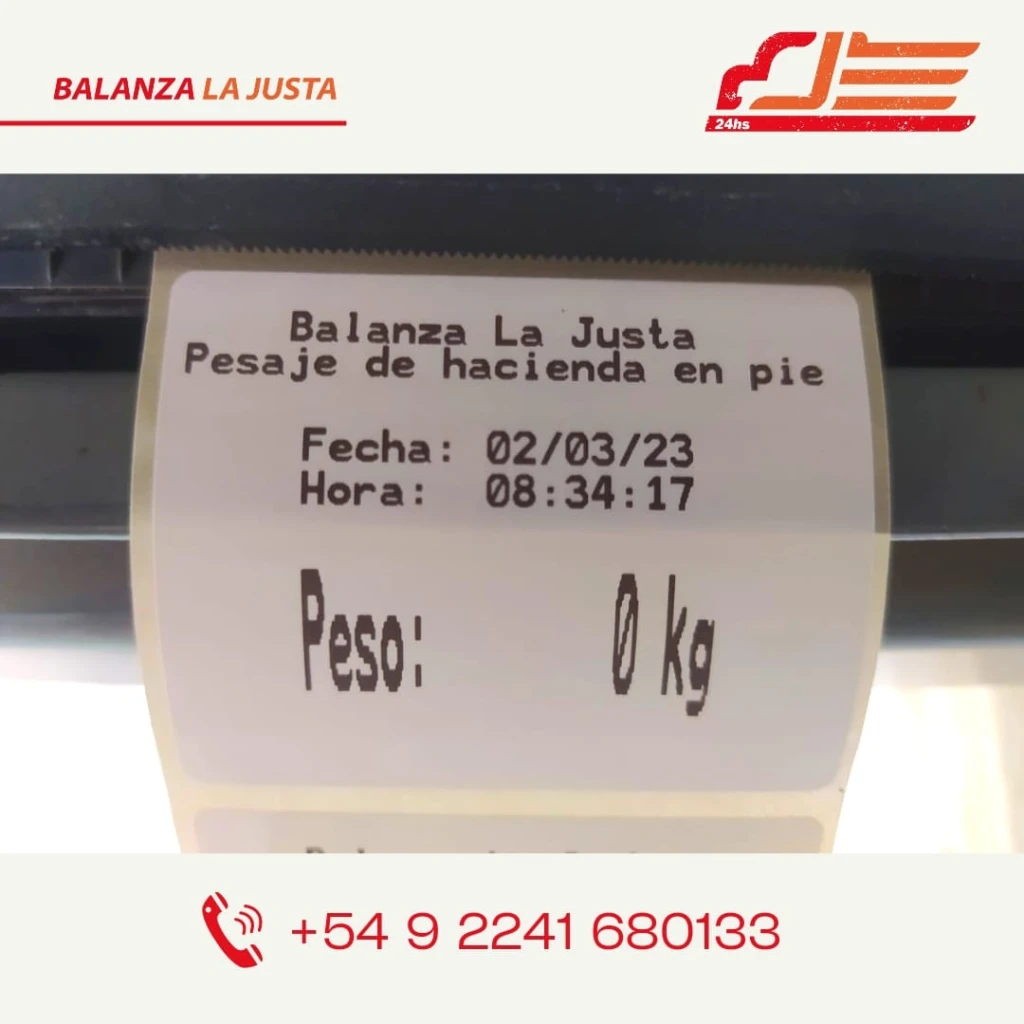 BALANZA LA JUSTA
24hs
Balanza La Justa
Pesaje de hacienda en pie
Fecha: 02/03/23
Hora: 08:34:17
Peso: 0 kg
+54 9 2241 680133